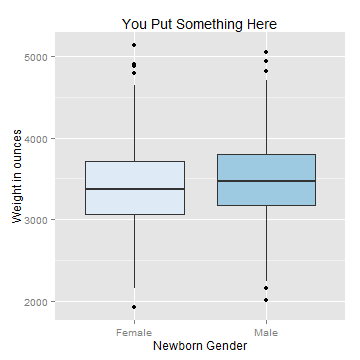 You Put Something Here
Weight in ounces
5000
4000
3000
2000
Female
Male
Newborn Gender